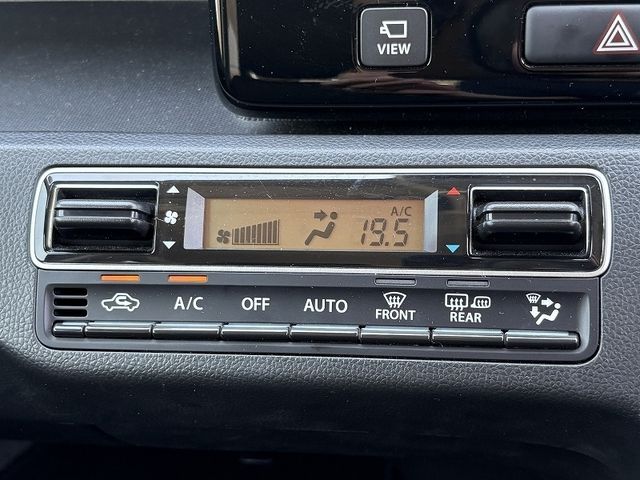 VIEW
A/C
19.5
A/C OFF AUTO FRONT REAR